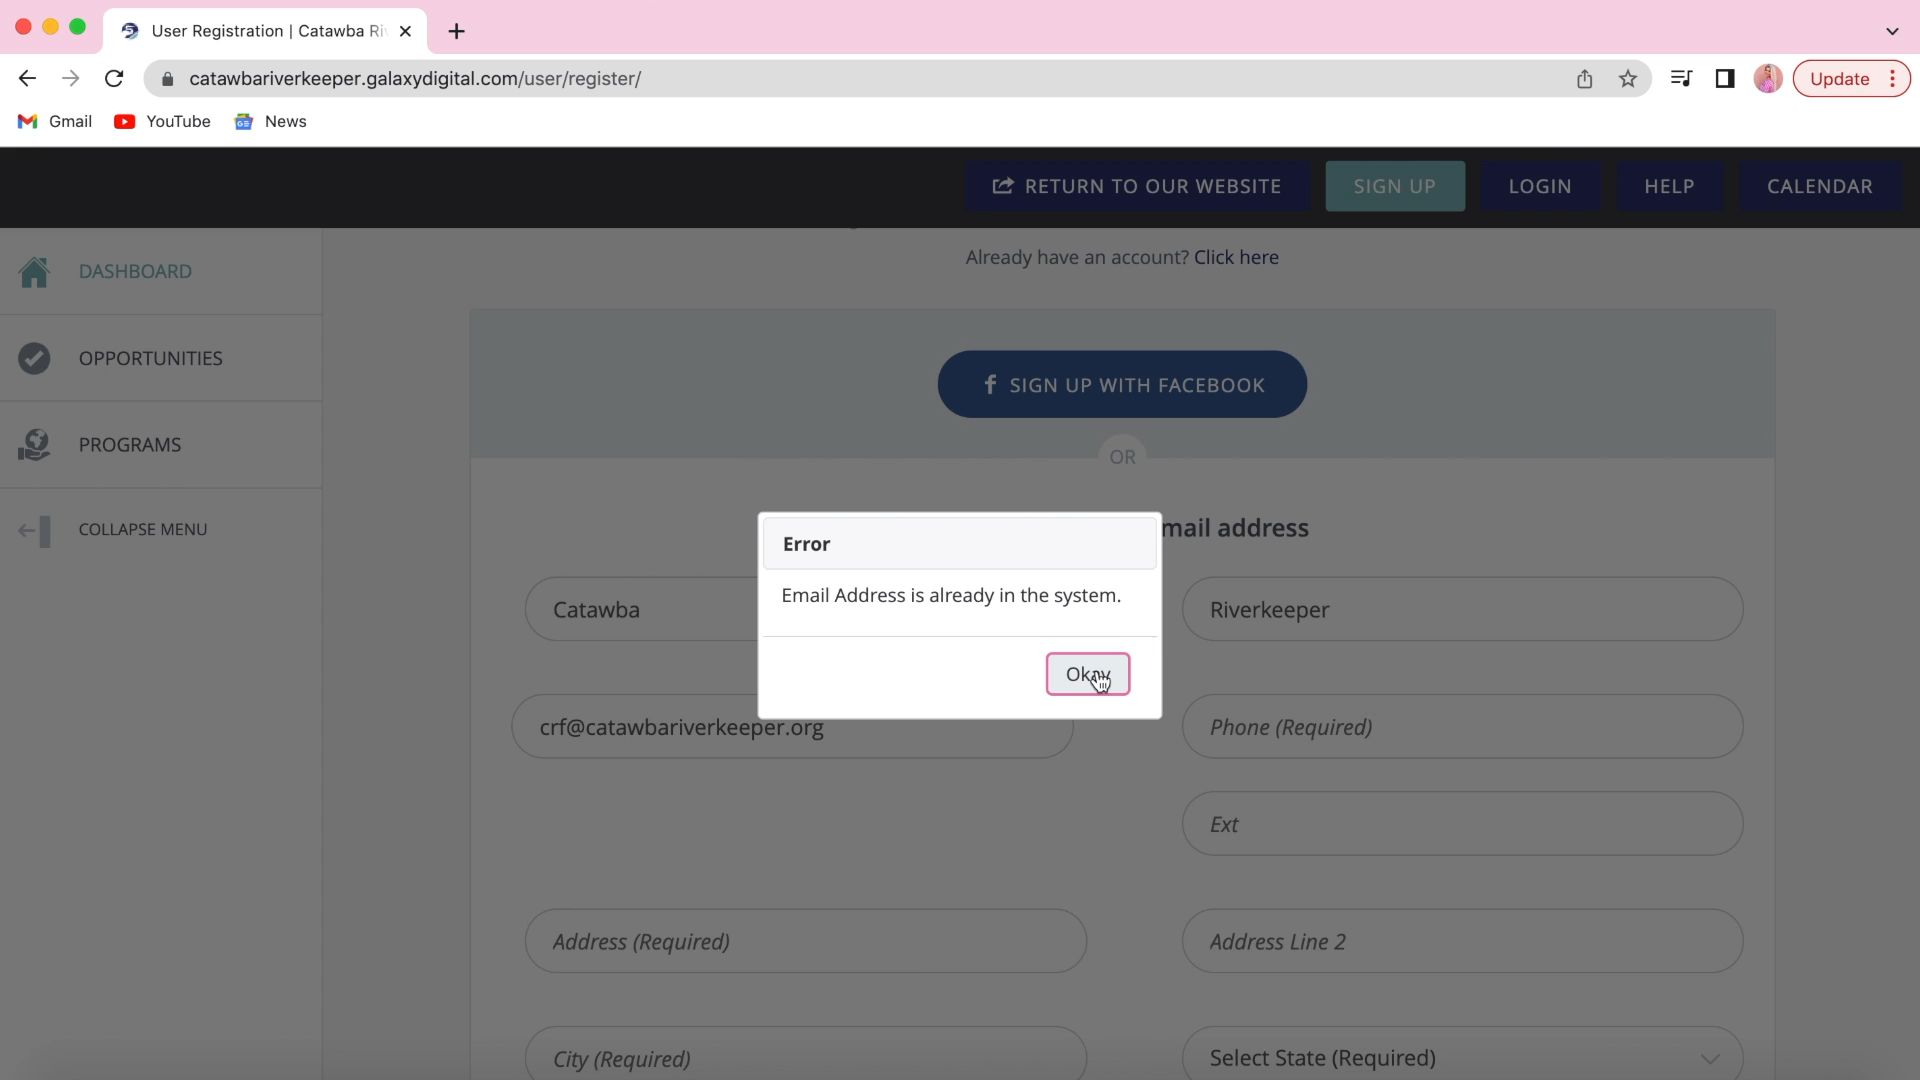 User Registration | Catawba Ri
catawbariverkeeper.galaxydigital.com/user/register/
Update
Gmail
YouTube
News
RETURN TO OUR WEBSITE
SIGN UP
LOGIN
HELP
CALENDAR
DASHBOARD
OPPORTUNITIES
PROGRAMS
COLLAPSE MENU
Already have an account? Click here
f SIGN UP WITH FACEBOOK
OR
mail address
Error
Email Address is already in the system.
Okay
Catawba
Riverkeeper
crf@catawbariverkeeper.org
Phone (Required)
Ext
Address (Required)
Address Line 2
City (Required)
Select State (Required)